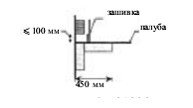 зашивка
≤ 100 мм
палуба
450 мм